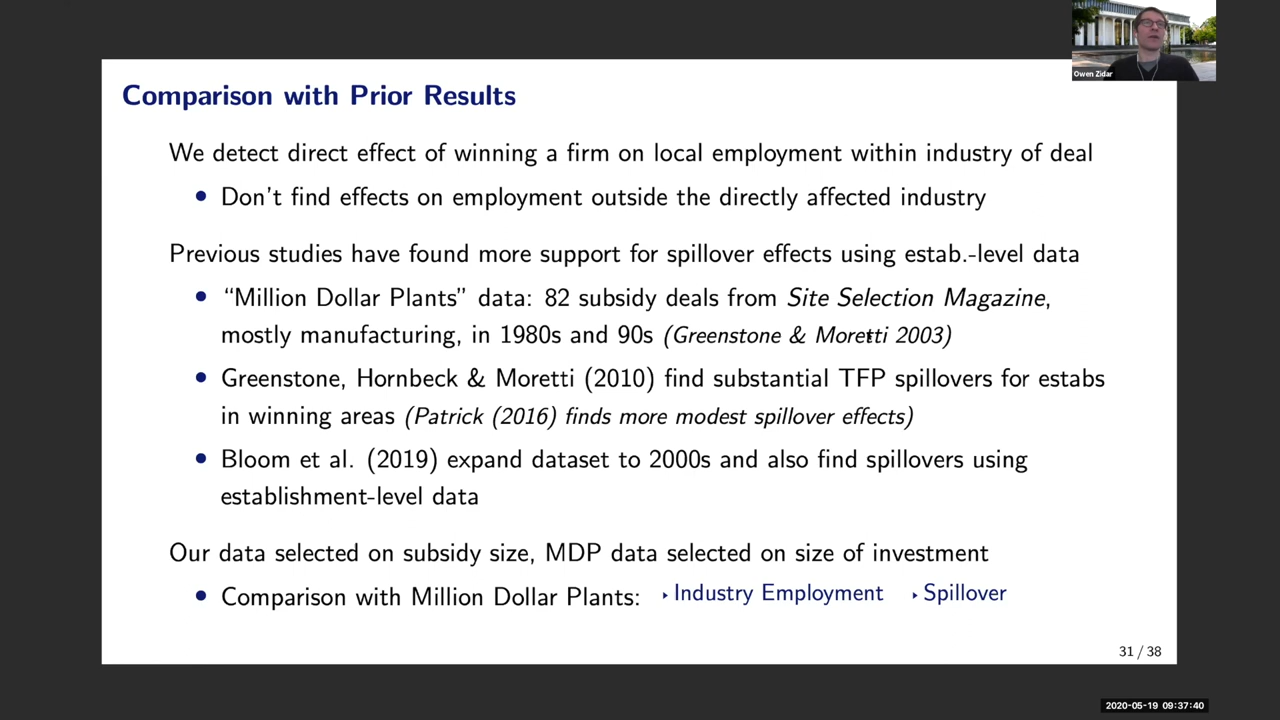 Owen Zidar
Comparison with Prior Results
We detect direct effect of winning a firm on local employment within industry of deal
• Don't find effects on employment outside the directly affected industry
Previous studies have found more support for spillover effects using estab.-level data
• “Million Dollar Plants” data: 82 subsidy deals from Site Selection Magazine,
mostly manufacturing, in 1980s and 90s (Greenstone & Moretti 2003)
• Greenstone, Hornbeck & Moretti (2010) find substantial TFP spillovers for estabs
in winning areas (Patrick (2016) finds more modest spillover effects)
• Bloom et al. (2019) expand dataset to 2000s and also find spillovers using
establishment-level data
Our data selected on subsidy size, MDP data selected on size of investment
• Comparison with Million Dollar Plants: ▸ Industry Employment ▸ Spillover
31 / 38
2020-05-19 09:37:40